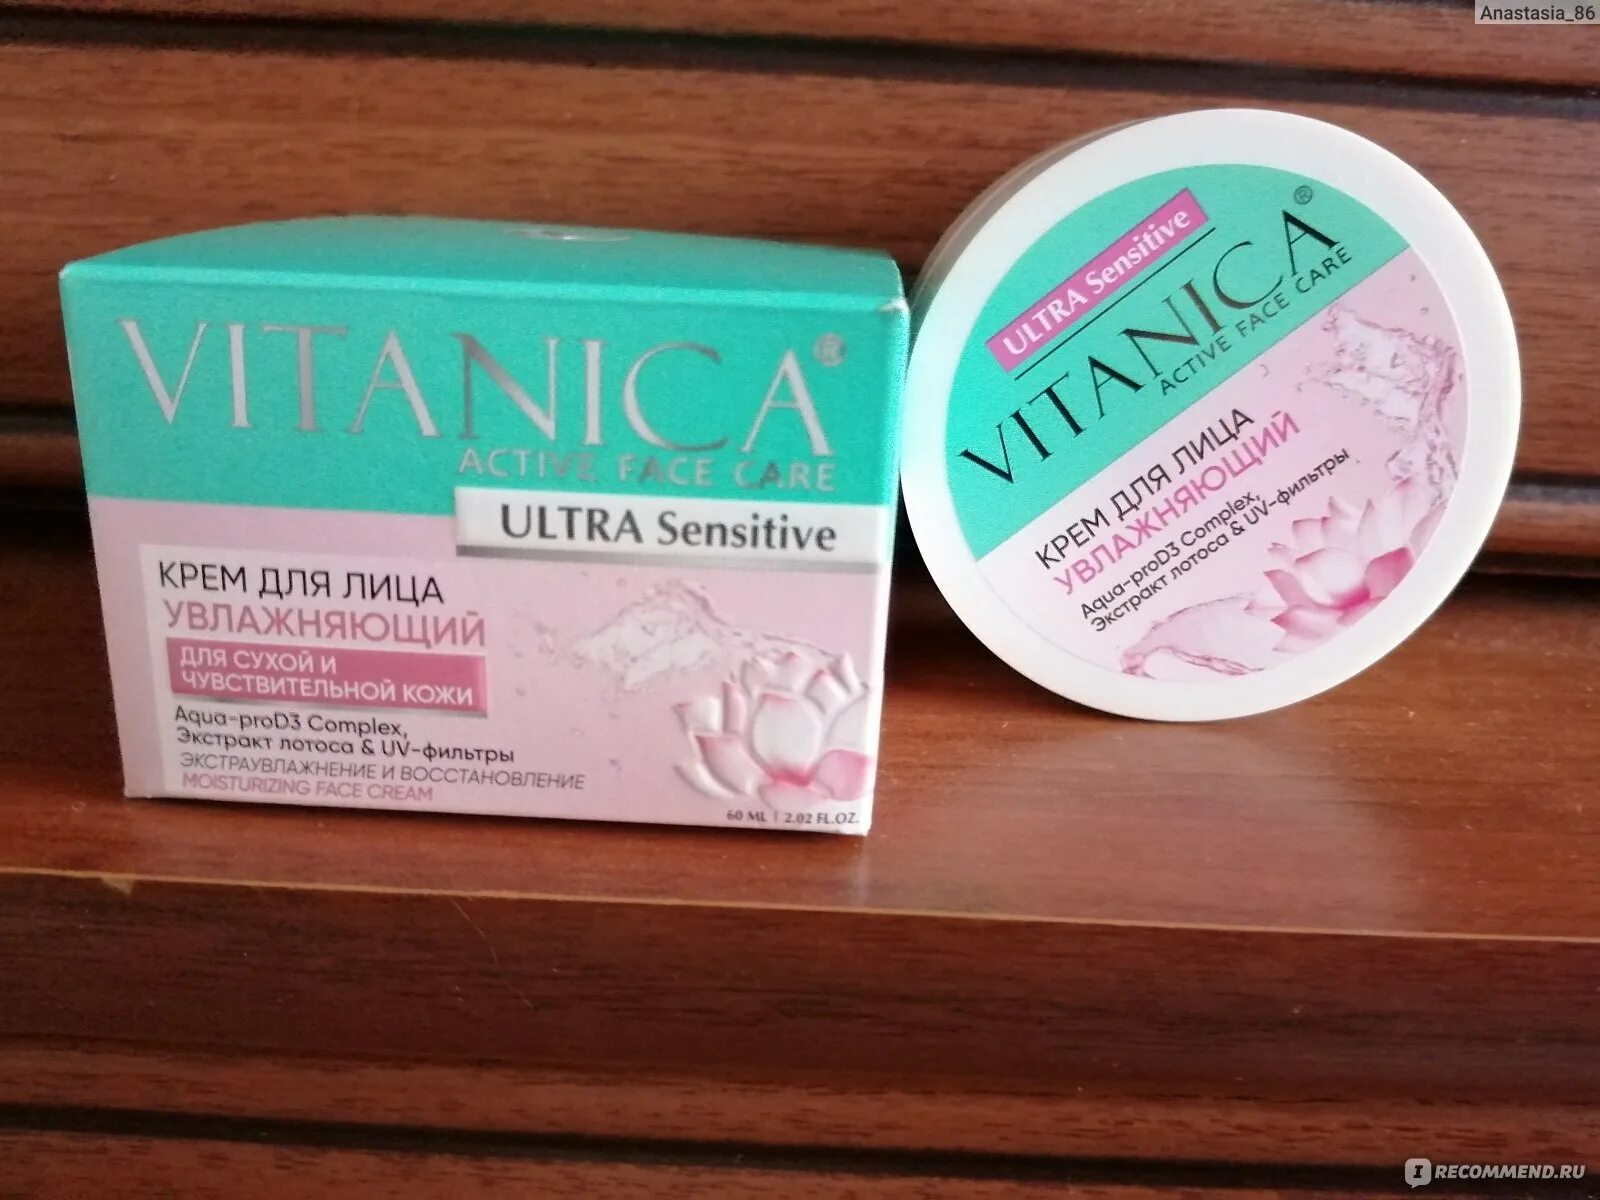 Anastasia_86
VITANICA®
ACTIVE FACE CARE
ULTRA Sensitive
КРЕМ ДЛЯ ЛИЦА
УВЛАЖНЯЮЩИЙ
ДЛЯ СУХОЙ И
ЧУВСТВИТЕЛЬНОЙ КОЖИ
Aqua-proD3 Complex,
Экстракт лотоса & UV-фильтры
ЭКСТРАУВЛАЖНЕНИЕ И ВОССТАНОВЛЕНИЕ
MOISTURIZING FACE CREAM
60 ML | 2.02 FL.OZ.
ULTRA Sensitive
VITANICA®
ACTIVE FACE CARE
КРЕМ ДЛЯ ЛИЦА
УВЛАЖНЯЮЩИЙ
Aqua-proD3 Complex,
Экстракт лотоса & UV-фильтры
IRECOMMEND.RU